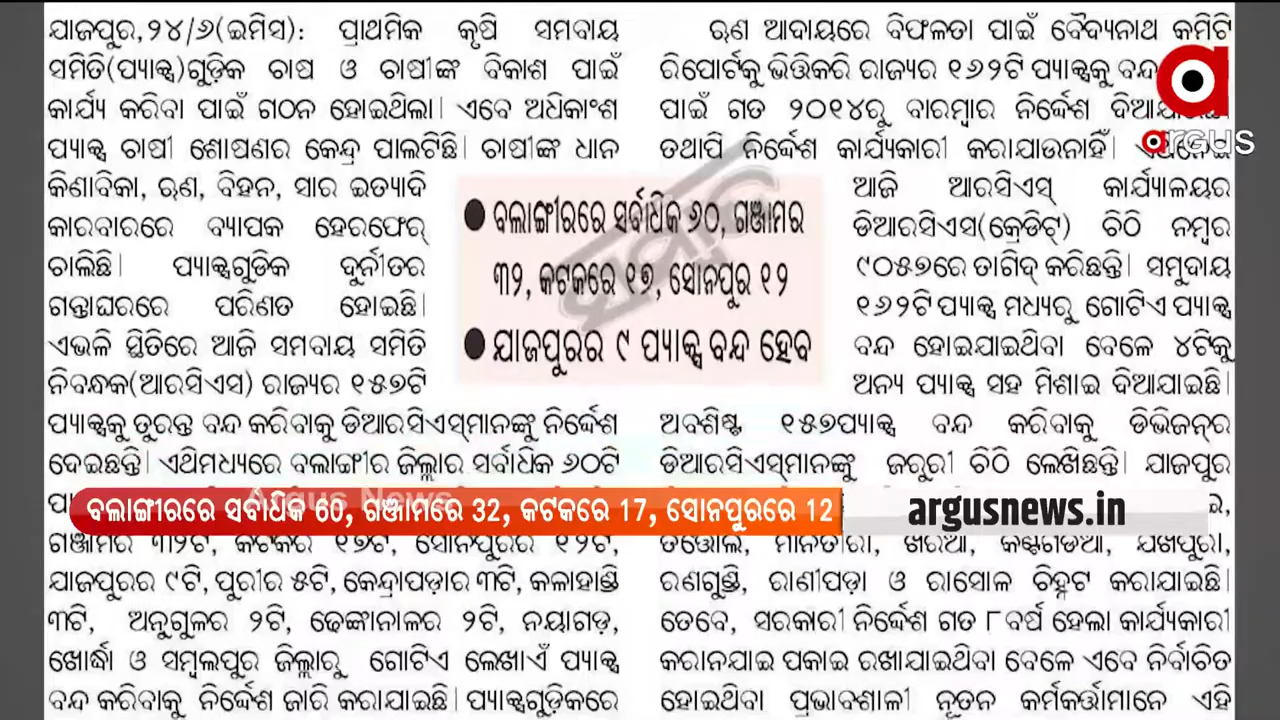 ଯାଜପୁର,୨୪/୬(ଇମିସ): ପ୍ରାଥମିକ କୃଷି ସମବାୟ
ସମିତି(ପ୍ୟାକ୍ସ)ଗୁଡ଼ିକ ଚାଷ ଓ ଚାଷୀଙ୍କ ବିକାଶ ପାଇଁ
କାର୍ଯ୍ୟ କରିବା ପାଇଁ ଗଠନ ହୋଇଥିଲା। ଏବେ ଅଧିକାଂଶ
ପ୍ୟାକ୍ସ ଚାଷୀ ଶୋଷଣର କେନ୍ଦ୍ର ପାଲଟିଛି। ଚାଷୀଙ୍କ ଧାନ
କିଣାବିକା, ଋଣ, ବିହନ, ସାର ଇତ୍ୟାଦି
କାରବାରରେ ବ୍ୟାପକ ହେରଫେର୍
ଚାଲିଛି। ପ୍ୟାକ୍ସଗୁଡିକ ଦୁର୍ନୀତର
ଗନ୍ତାଘରରେ ପରିଣତ ହୋଇଛି।
ଏଭଳି ସ୍ଥିତିରେ ଆଜି ସମବାୟ ସମିତି
ନିବନ୍ଧକ(ଆରସିଏସ) ରାଜ୍ୟର ୧୫୭ଟି
ପ୍ୟାକ୍ସକୁ ତୁରନ୍ତ ବନ୍ଦ କରିବାକୁ ଡିଆରସିଏସ୍‌ମାନଙ୍କୁ ନିର୍ଦ୍ଦେଶ
ଦେଇଛନ୍ତି। ଏଥିମଧ୍ୟରେ ବଲାଙ୍ଗୀର ଜିଲ୍ଲାର ସର୍ବାଧିକ ୬୦ଟି
ଗଞ୍ଜାମର ୩୨ଟି, କଟକର ୧୭ଟି, ସୋନପୁରର ୧୨ଟି,
ଯାଜପୁରର ୯ଟି, ପୁରୀର ୫ଟି, କେନ୍ଦ୍ରାପଡ଼ାର ୩ଟି, କଳାହାଣ୍ଡି
୩ଟି, ଅନୁଗୁଳର ୨ଟି, ଢେଙ୍କାନାଳର ୨ଟି, ନୟାଗଡ଼,
ଖୋର୍ଦ୍ଧା ଓ ସମ୍ବଲପୁର ଜିଲ୍ଲାରୁ ଗୋଟିଏ ଲେଖାଏଁ ପ୍ୟାକ୍ସ
ବନ୍ଦ କରିବାକୁ ନିର୍ଦ୍ଦେଶ ଜାରି କରାଯାଇଛି। ପ୍ୟାକ୍ସଗୁଡ଼ିକରେ
● ବଲାଙ୍ଗୀରରେ ସର୍ବାଧିକ ୬୦, ଗଞ୍ଜାମର
୩୨, କଟକରେ ୧୭, ସୋନପୁର ୧୨
● ଯାଜପୁରର ୯ ପ୍ୟାକ୍ସ ବନ୍ଦ ହେବ
ଋଣ ଆଦାୟରେ ବିଫଳତା ପାଇଁ ବୈଦ୍ୟନାଥ କମିଟି
ରିପୋର୍ଟକୁ ଭିତ୍ତିକରି ରାଜ୍ୟର ୧୬୨ଟି ପ୍ୟାକ୍ସକୁ ବନ୍ଦ
ପାଇଁ ଗତ ୨୦୧୪ରୁ ବାରମ୍ବାର ନିର୍ଦ୍ଦେଶ
ତଥାପି ନିର୍ଦ୍ଦେଶ କାର୍ଯ୍ୟକାରୀ କରାଯାଉନାହିଁ।
ଆଜି ଆରସିଏସ୍ କାର୍ଯ୍ୟାଳୟର
ଡିଆରସିଏସ(କ୍ରେଡିଟ୍) ଚିଠି ନମ୍ବର
୯୦୫୭ରେ ତାଗିଦ୍ କରିଛନ୍ତି। ସମୁଦାୟ
୧୬୨ଟି ପ୍ୟାକ୍ସ ମଧ୍ୟରୁ ଗୋଟିଏ ପ୍ୟାକ୍ସ
ବନ୍ଦ ହୋଇଯାଇଥିବା ବେଳେ ୪ଟିକୁ
ଅନ୍ୟ ପ୍ୟାକ୍ସ ସହ ମିଶାଇ ଦିଆଯାଇଛି।
ଅବଶିଷ୍ଟ ୧୫୭ପ୍ୟାକ୍ସ ବନ୍ଦ କରିବାକୁ ଡିଭିଜନ୍‌ର
ଡିଆରସିଏସ୍‌ମାନଙ୍କୁ ଜରୁରୀ ଚିଠି ଲେଖିଛନ୍ତି। ଯାଜପୁର
ରଣଗୁଣ୍ଡି, ରାଣୀପଡ଼ା ଓ ରାସୋଳ ଚିହ୍ନଟ କରାଯାଇଛି।
ତେବେ, ସରକାରୀ ନିର୍ଦ୍ଦେଶ ଗତ ୮ ବର୍ଷ ହେଲା କାର୍ଯ୍ୟକାରୀ
କରାନଯାଇ ପକାଇ ରଖାଯାଇଥିବା ବେଳେ ଏବେ ନିର୍ବାଚିତ
ହୋଇଥିବା ପ୍ରଭାବଶାଳୀ ନୂତନ କର୍ମକର୍ତ୍ତାମାନେ ଏହି
argus
Argus News
ବଲାଙ୍ଗୀରରେ ସର୍ବାଧିକ 60, ଗଞ୍ଜାମରେ 32, କଟକରେ 17, ସୋନପୁରରେ 12
argusnews.in